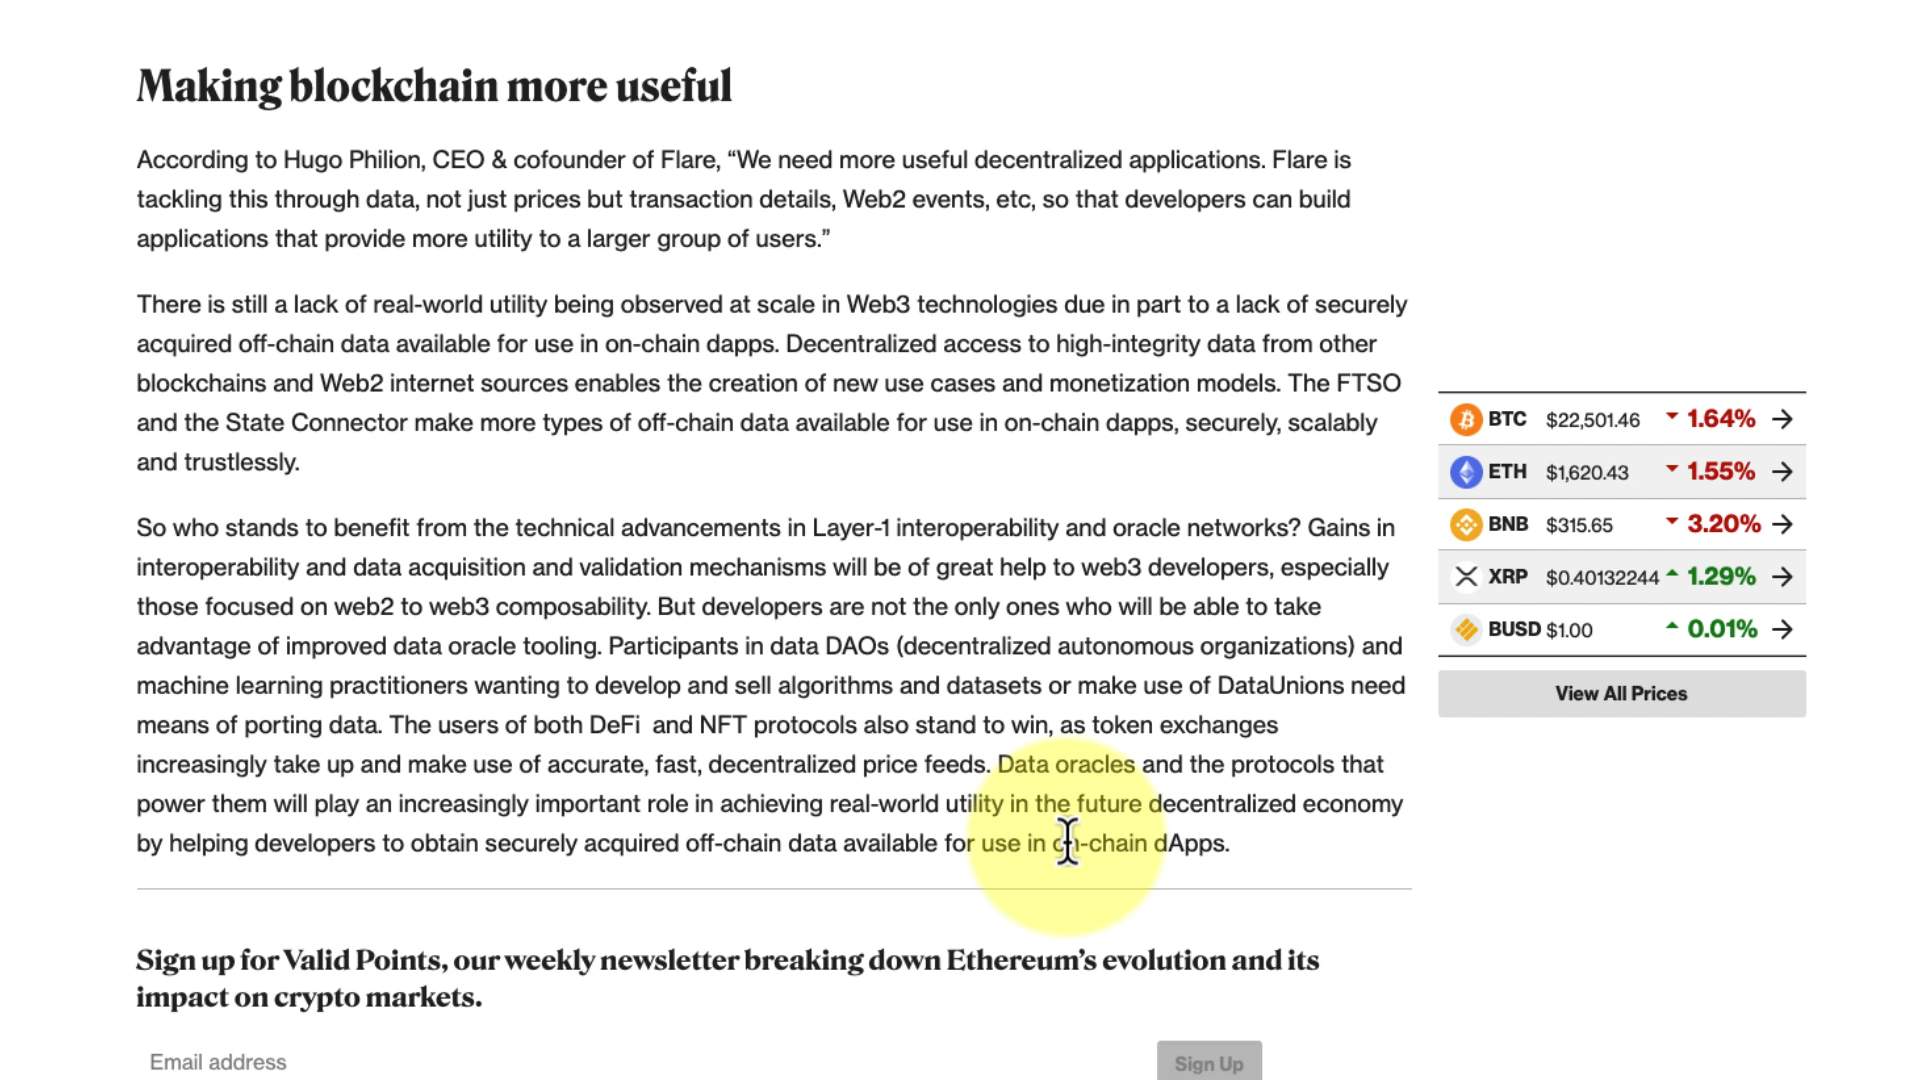 Making blockchain more useful
According to Hugo Philion, CEO & cofounder of Flare, “We need more useful decentralized applications. Flare is
tackling this through data, not just prices but transaction details, Web2 events, etc, so that developers can build
applications that provide more utility to a larger group of users.”
There is still a lack of real-world utility being observed at scale in Web3 technologies due in part to a lack of securely
acquired off-chain data available for use in on-chain dapps. Decentralized access to high-integrity data from other
blockchains and Web2 internet sources enables the creation of new use cases and monetization models. The FTSO
and the State Connector make more types of off-chain data available for use in on-chain dapps, securely, scalably
and trustlessly.
So who stands to benefit from the technical advancements in Layer-1 interoperability and oracle networks? Gains in
interoperability and data acquisition and validation mechanisms will be of great help to web3 developers, especially
those focused on web2 to web3 composability. But developers are not the only ones who will be able to take
advantage of improved data oracle tooling. Participants in data DAOs (decentralized autonomous organizations) and
machine learning practitioners wanting to develop and sell algorithms and datasets or make use of DataUnions need
means of porting data. The users of both DeFi and NFT protocols also stand to win, as token exchanges
increasingly take up and make use of accurate, fast, decentralized price feeds. Data oracles and the protocols that
power them will play an increasingly important role in achieving real-world utility in the future decentralized economy
by helping developers to obtain securely acquired off-chain data available for use in on-chain dApps.
BTC $22,501.46 1.64%
ETH $1,620.43 1.55%
BNB $315.65 3.20%
XRP $0.40132244 1.29%
BUSD $1.00 0.01%
View All Prices
Sign up for Valid Points, our weekly newsletter breaking down Ethereum’s evolution and its
impact on crypto markets.
Email address
Sign Up